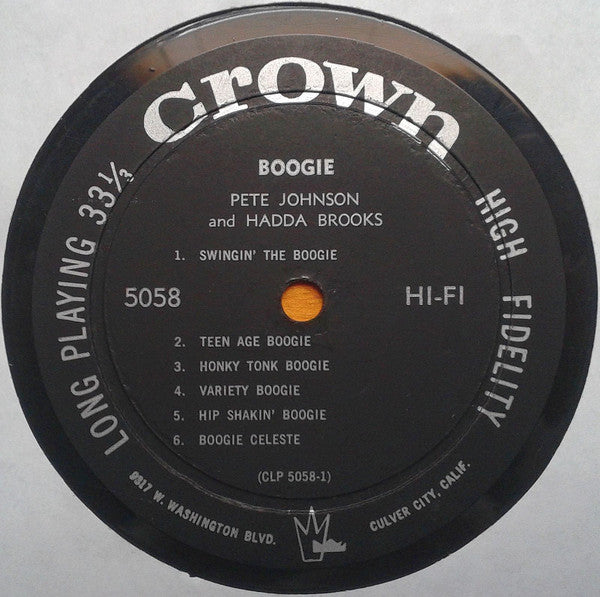 crown
LONG PLAYING 33⅓
HIGH FIDELITY
BOOGIE
PETE JOHNSON
and HADDA BROOKS
1. SWINGIN' THE BOOGIE
5058
HI-FI
2. TEEN AGE BOOGIE
3. HONKY TONK BOOGIE
4. VARIETY BOOGIE
5. HIP SHAKIN' BOOGIE
6. BOOGIE CELESTE
(CLP 5058-1)
9817 W. WASHINGTON BLVD.
CULVER CITY, CALIF.